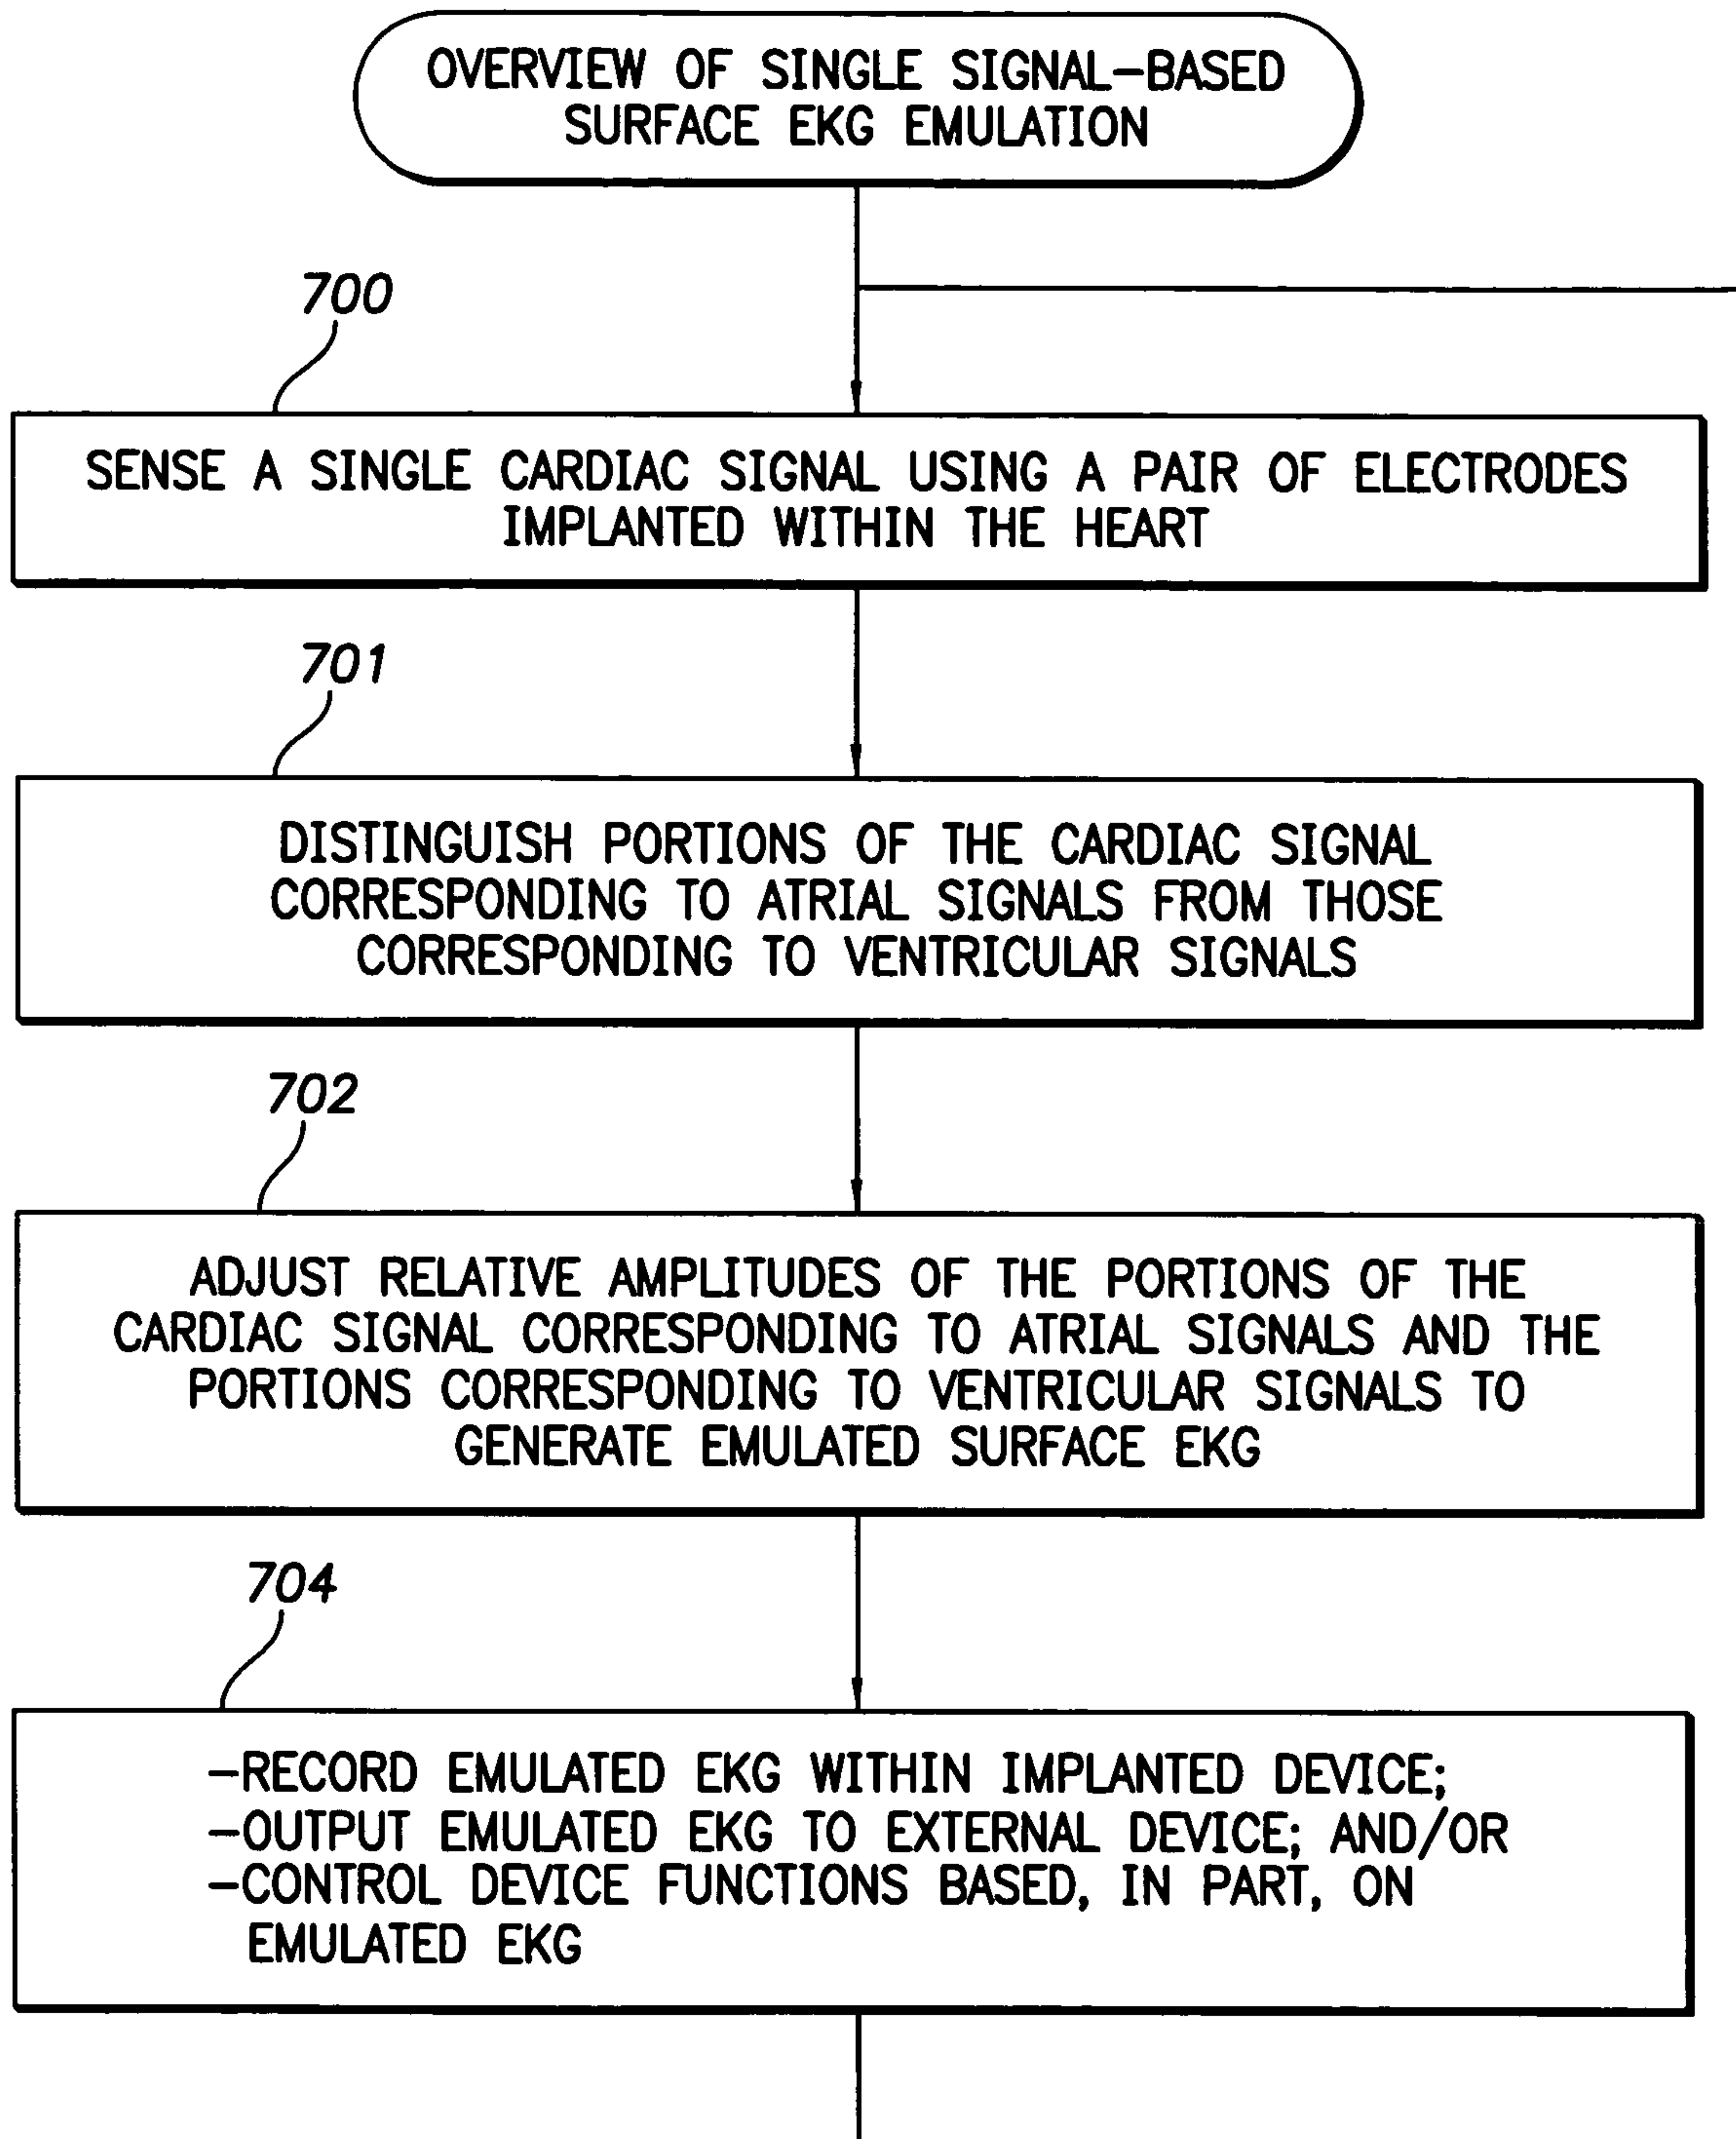 OVERVIEW OF SINGLE SIGNAL-BASED
SURFACE EKG EMULATION
700
SENSE A SINGLE CARDIAC SIGNAL USING A PAIR OF ELECTRODES
IMPLANTED WITHIN THE HEART
701
DISTINGUISH PORTIONS OF THE CARDIAC SIGNAL
CORRESPONDING TO ATRIAL SIGNALS FROM THOSE
CORRESPONDING TO VENTRICULAR SIGNALS
702
ADJUST RELATIVE AMPLITUDES OF THE PORTIONS OF THE
CARDIAC SIGNAL CORRESPONDING TO ATRIAL SIGNALS AND THE
PORTIONS CORRESPONDING TO VENTRICULAR SIGNALS TO
GENERATE EMULATED SURFACE EKG
704
-RECORD EMULATED EKG WITHIN IMPLANTED DEVICE;
-OUTPUT EMULATED EKG TO EXTERNAL DEVICE; AND/OR
-CONTROL DEVICE FUNCTIONS BASED, IN PART, ON
EMULATED EKG